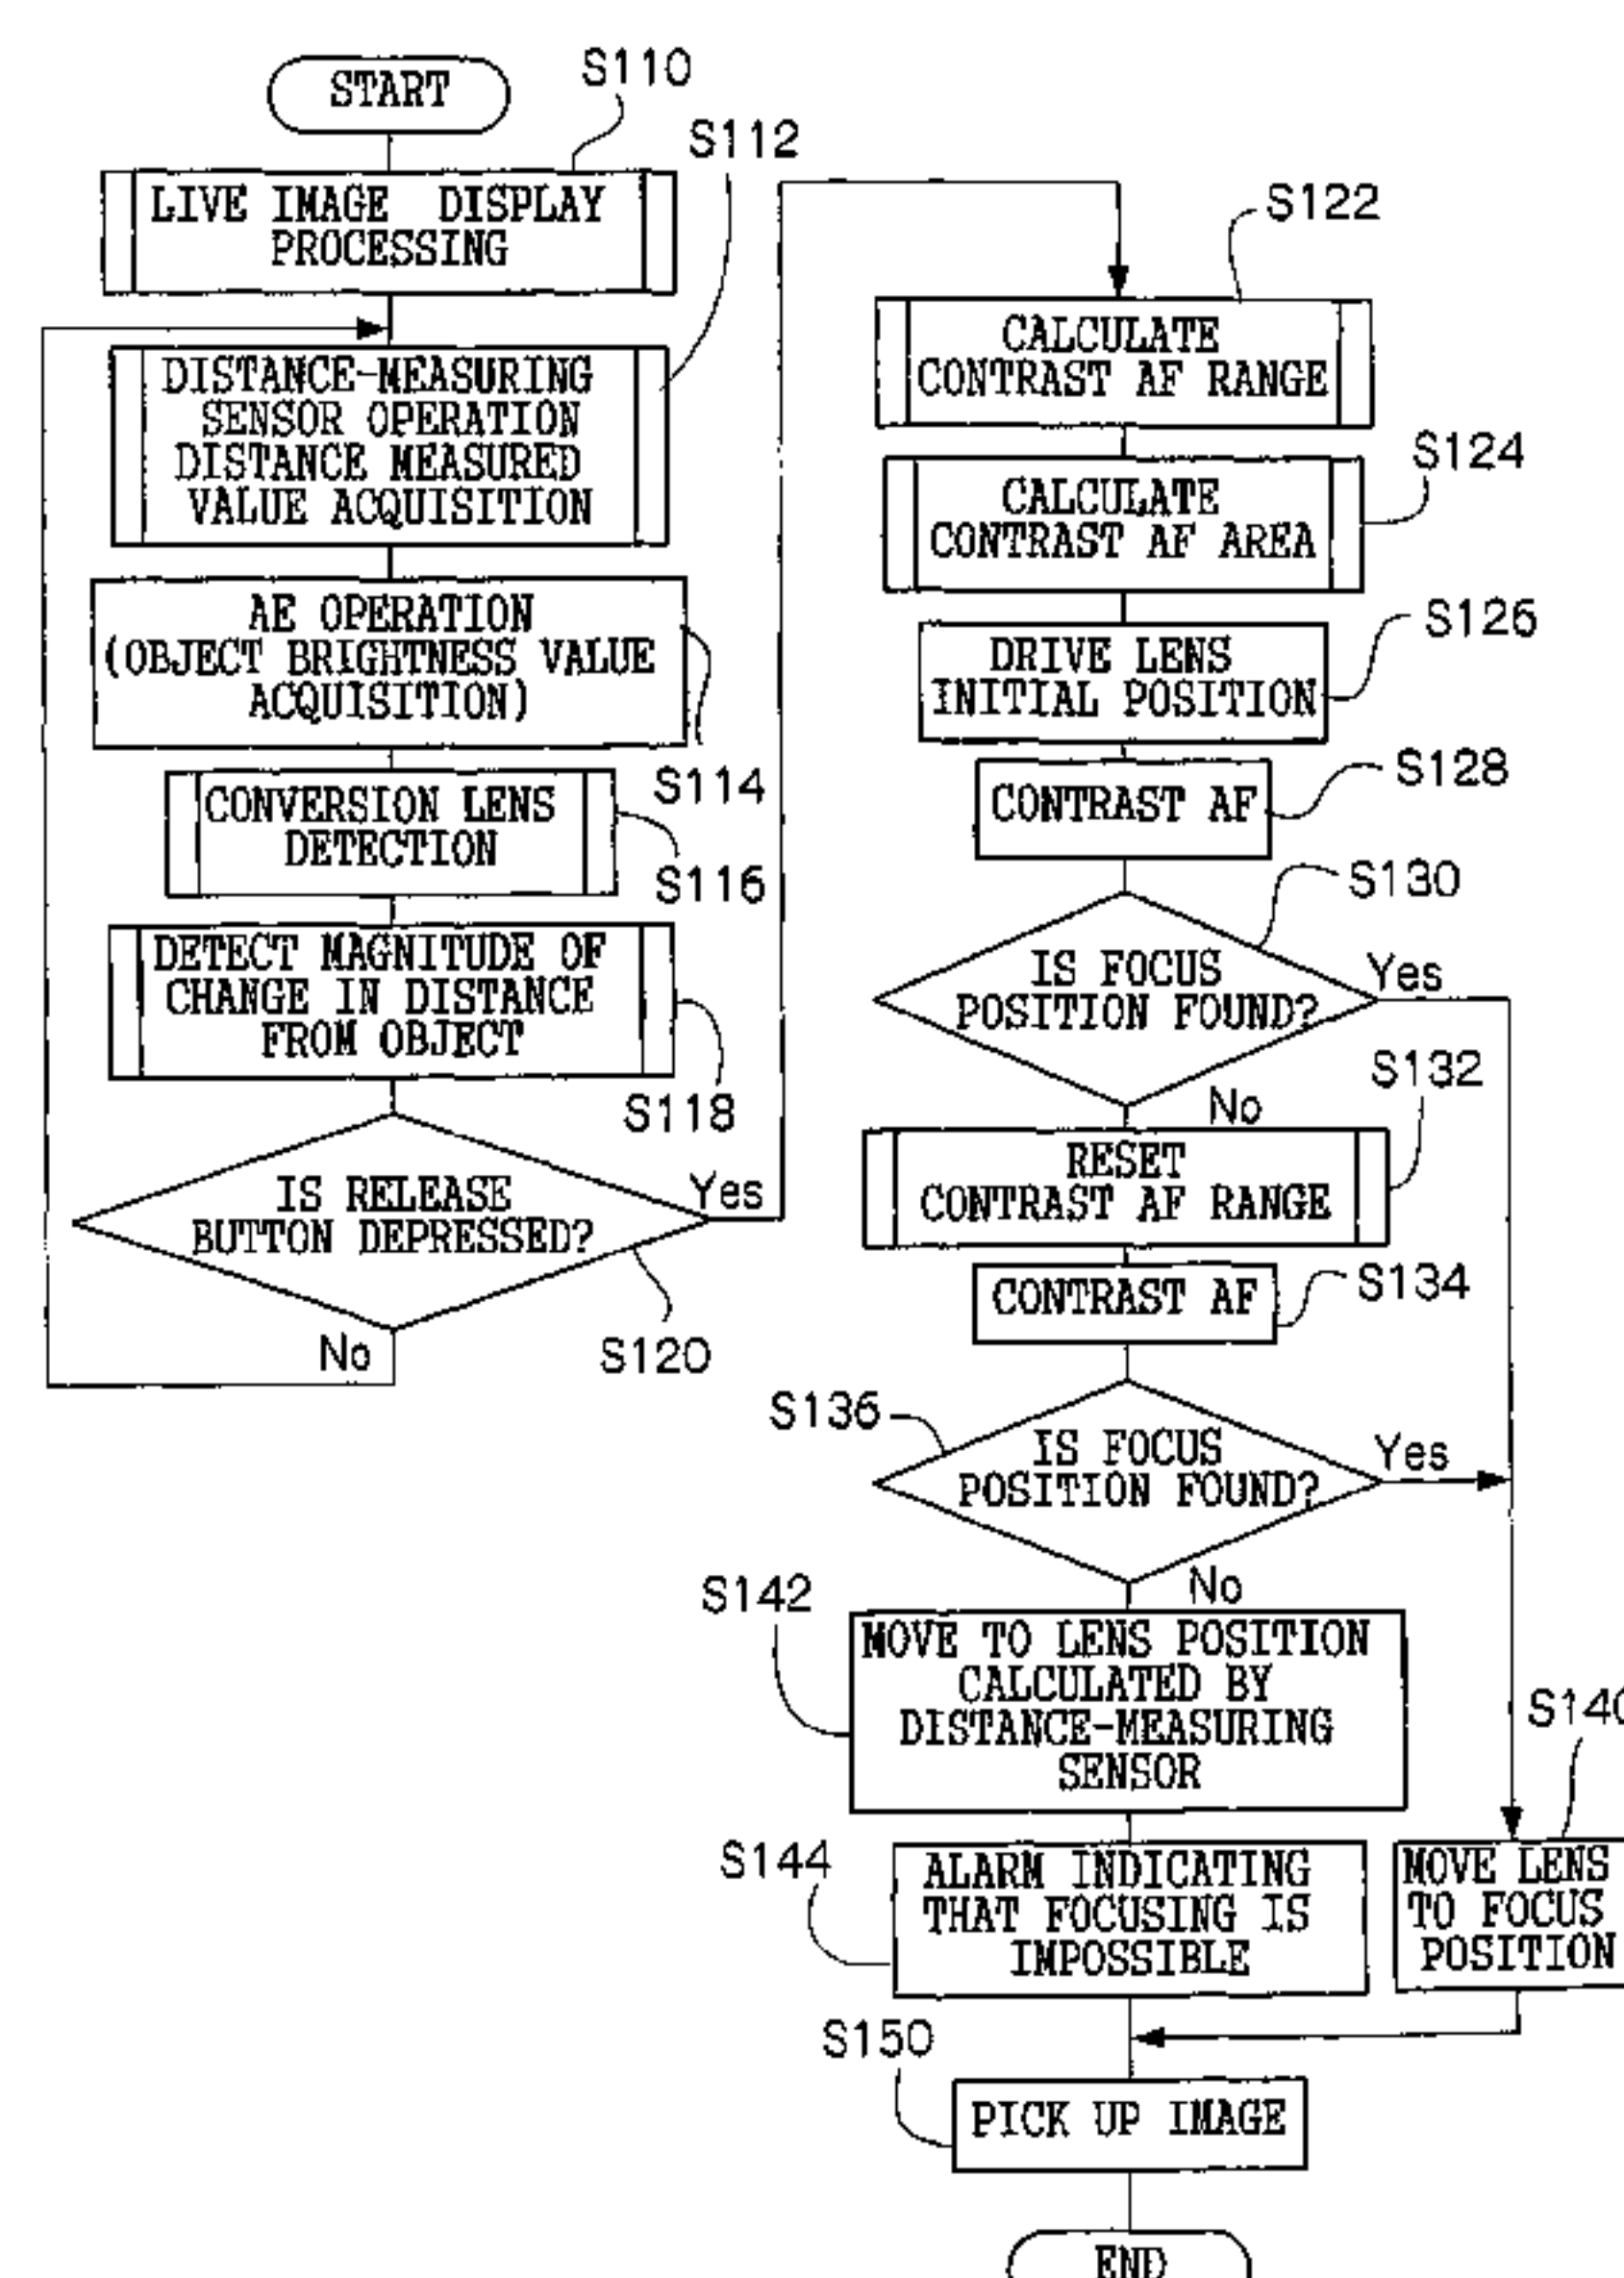 START
S110
LIVE IMAGE DISPLAY
PROCESSING
S112
DISTANCE-MEASURING
SENSOR OPERATION
DISTANCE MEASURED
VALUE ACQUISITION
AE OPERATION
(OBJECT BRIGHTNESS VALUE
ACQUISITION)
S114
CONVERSION LENS
DETECTION
S116
DETECT MAGNITUDE OF
CHANGE IN DISTANCE
FROM OBJECT
S118
IS RELEASE
BUTTON DEPRESSED?
Yes
No
S120
S122
CALCULATE
CONTRAST AF RANGE
S124
CALCULATE
CONTRAST AF AREA
S126
DRIVE LENS
INITIAL POSITION
S128
CONTRAST AF
S130
IS FOCUS
POSITION FOUND?
Yes
No
S132
RESET
CONTRAST AF RANGE
S134
CONTRAST AF
S136
IS FOCUS
POSITION FOUND?
Yes
No
S142
MOVE TO LENS POSITION
CALCULATED BY
DISTANCE-MEASURING
SENSOR
S140
S144
ALARM INDICATING
THAT FOCUSING IS
IMPOSSIBLE
MOVE LENS
TO FOCUS
POSITION
S150
PICK UP IMAGE
END